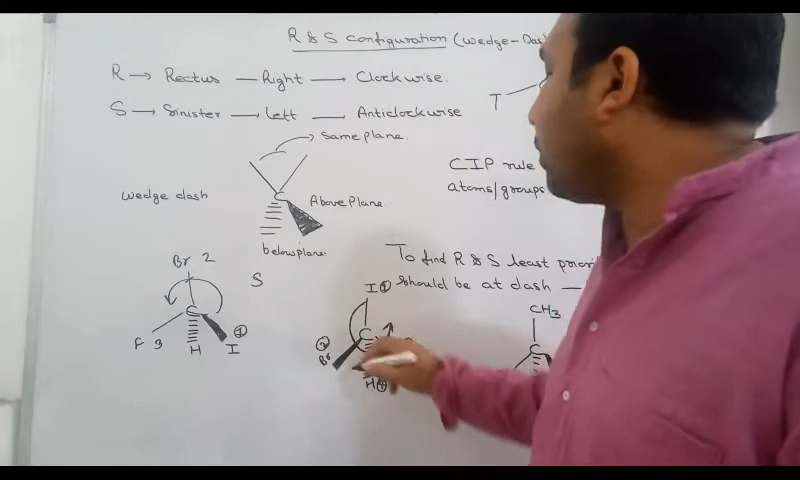 R & S configuration (Wedge-Das
R → Rectus — Right → Clockwise.
S → Sinister → Left → Anticlockwise
T
Same plane.
CIP rule
atoms/groups
wedge dash
C
Above Plane
below plane
To find R & S least prior
should be at dash —
Br 2
S
C
F 3
H
I ①
I ①
C
② Br
H ④
CH3
C